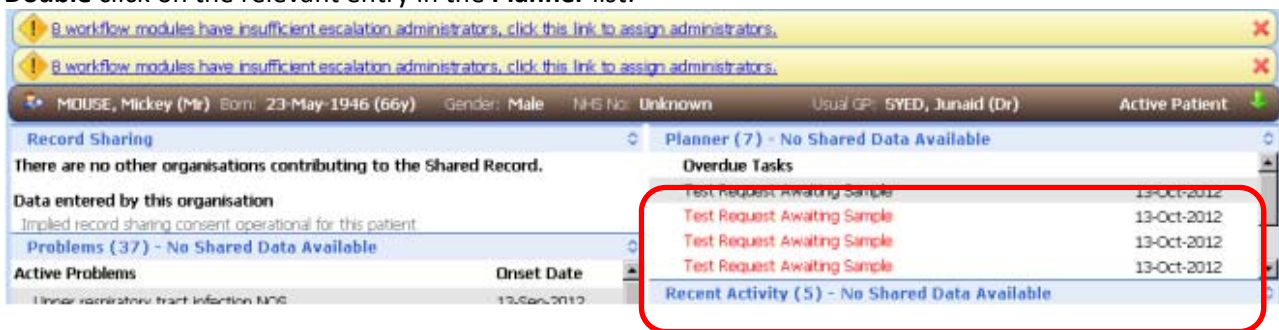 Double click on the relevant entry in the Planner list.
8 workflow modules have insufficient escalation administrators, click this link to assign administrators.
8 workflow modules have insufficient escalation administrators, click this link to assign administrators.
MOUSE, Mickey (Mr) Born: 23-May-1946 (66y) Gender: Male NHS No: Unknown Usual GP: SYED, Junaid (Dr) Active Patient
Record Sharing
There are no other organisations contributing to the Shared Record.
Data entered by this organisation
Implied record sharing consent operational for this patient
Problems (37) - No Shared Data Available
Active Problems Onset Date
Upper respiratory tract infection NOS 13-Sep-2012
Planner (7) - No Shared Data Available
Overdue Tasks
Test Request Awaiting Sample 13-Oct-2012
Test Request Awaiting Sample 13-Oct-2012
Test Request Awaiting Sample 13-Oct-2012
Test Request Awaiting Sample 13-Oct-2012
Recent Activity (5) - No Shared Data Available